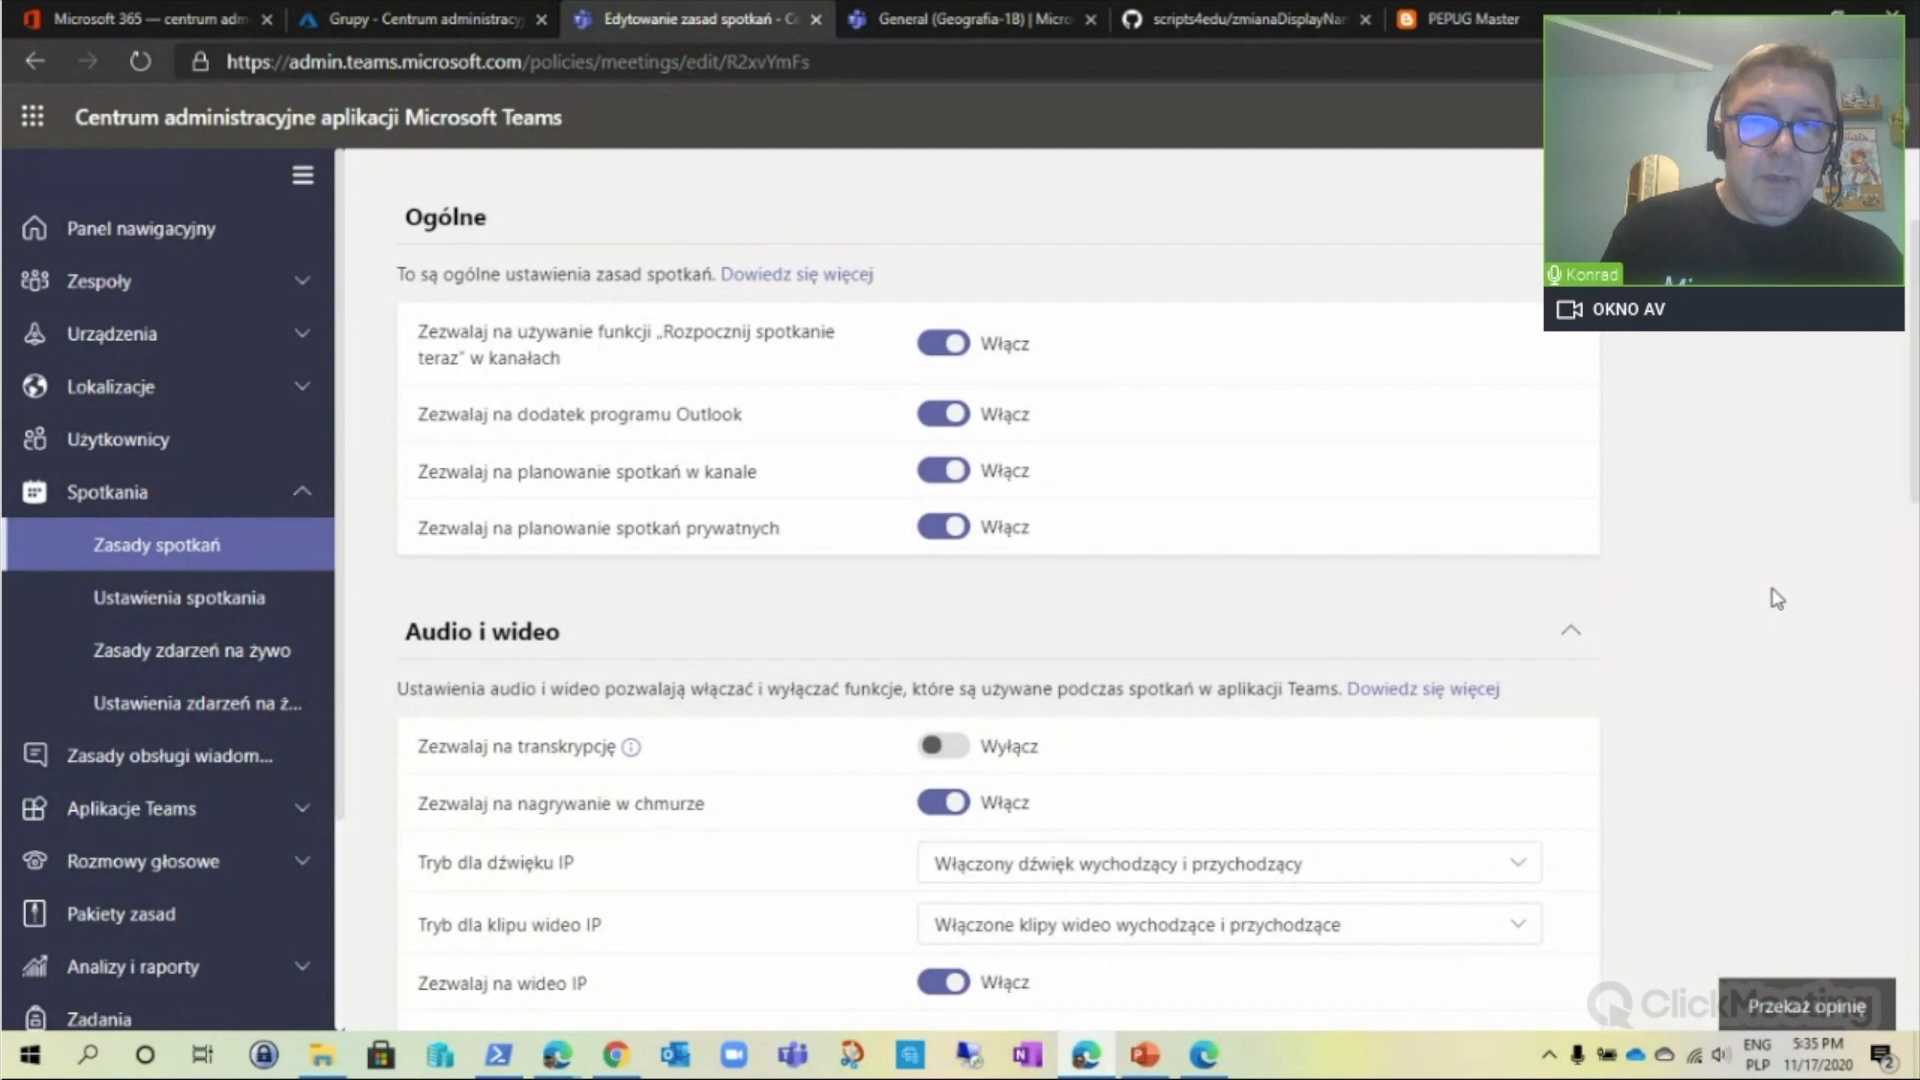 Microsoft 365 — centrum adm
Grupy - Centrum administracyj
Edytowanie zasad spotkań - Ce
General (Geografia-1B) | Micro
scripts4edu/zmianaDisplayNa
PEPUG Master
https://admin.teams.microsoft.com/policies/meetings/edit/R2xvYmFs
Centrum administracyjne aplikacji Microsoft Teams
Panel nawigacyjny
Zespoły
Urządzenia
Lokalizacje
Użytkownicy
Spotkania
Zasady spotkań
Ustawienia spotkania
Zasady zdarzeń na żywo
Ustawienia zdarzeń na ż...
Zasady obsługi wiadom...
Aplikacje Teams
Rozmowy głosowe
Pakiety zasad
Analizy i raporty
Zadania
Ogólne
To są ogólne ustawienia zasad spotkań. Dowiedz się więcej
Zezwalaj na używanie funkcji „Rozpocznij spotkanie
teraz” w kanałach
Włącz
Zezwalaj na dodatek programu Outlook
Włącz
Zezwalaj na planowanie spotkań w kanale
Włącz
Zezwalaj na planowanie spotkań prywatnych
Włącz
Audio i wideo
Ustawienia audio i wideo pozwalają włączać i wyłączać funkcje, które są używane podczas spotkań w aplikacji Teams. Dowiedz się więcej
Zezwalaj na transkrypcję
Wyłącz
Zezwalaj na nagrywanie w chmurze
Włącz
Tryb dla dźwięku IP
Włączony dźwięk wychodzący i przychodzący
Tryb dla klipu wideo IP
Włączone klipy wideo wychodzące i przychodzące
Zezwalaj na wideo IP
Włącz
Konrad
OKNO AV
ClickMeeting
Przekaż opinię
ENG
PLP
5:35 PM
11/17/2020
2